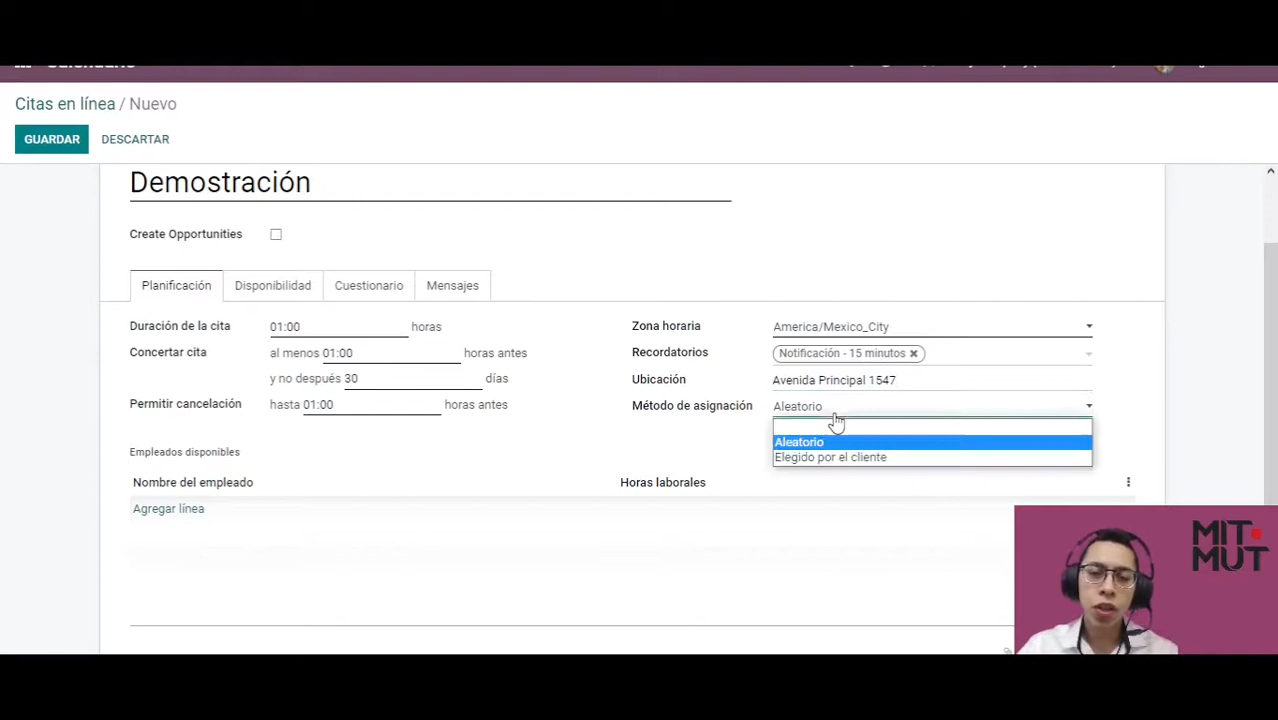 Citas en línea / Nuevo
GUARDAR DESCARTAR
Demostración
Create Opportunities
Planificación Disponibilidad Cuestionario Mensajes
Duración de la cita 01:00 horas
Zona horaria America/Mexico_City
Concertar cita al menos 01:00 horas antes
Recordatorios Notificación - 15 minutos
y no después 30 días
Ubicación Avenida Principal 1547
Permitir cancelación hasta 01:00 horas antes
Método de asignación Aleatorio
Aleatorio
Elegido por el cliente
Empleados disponibles
Nombre del empleado Horas laborales
Agregar línea
MIT
MUT